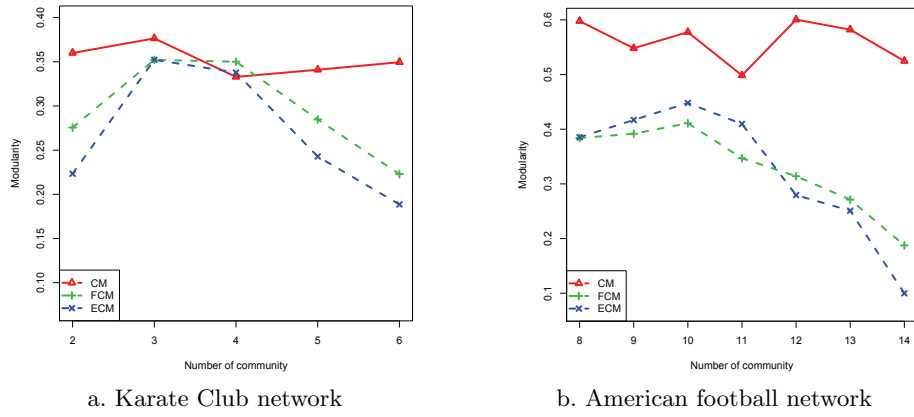 0.40
0.35
0.30
0.25
0.20
0.15
0.10
Modularity
CM
FCM
ECM
2 3 4 5 6
Number of community
a. Karate Club network
0.6
0.5
0.4
0.3
0.2
0.1
Modularity
CM
FCM
ECM
8 9 10 11 12 13 14
Number of community
b. American football network